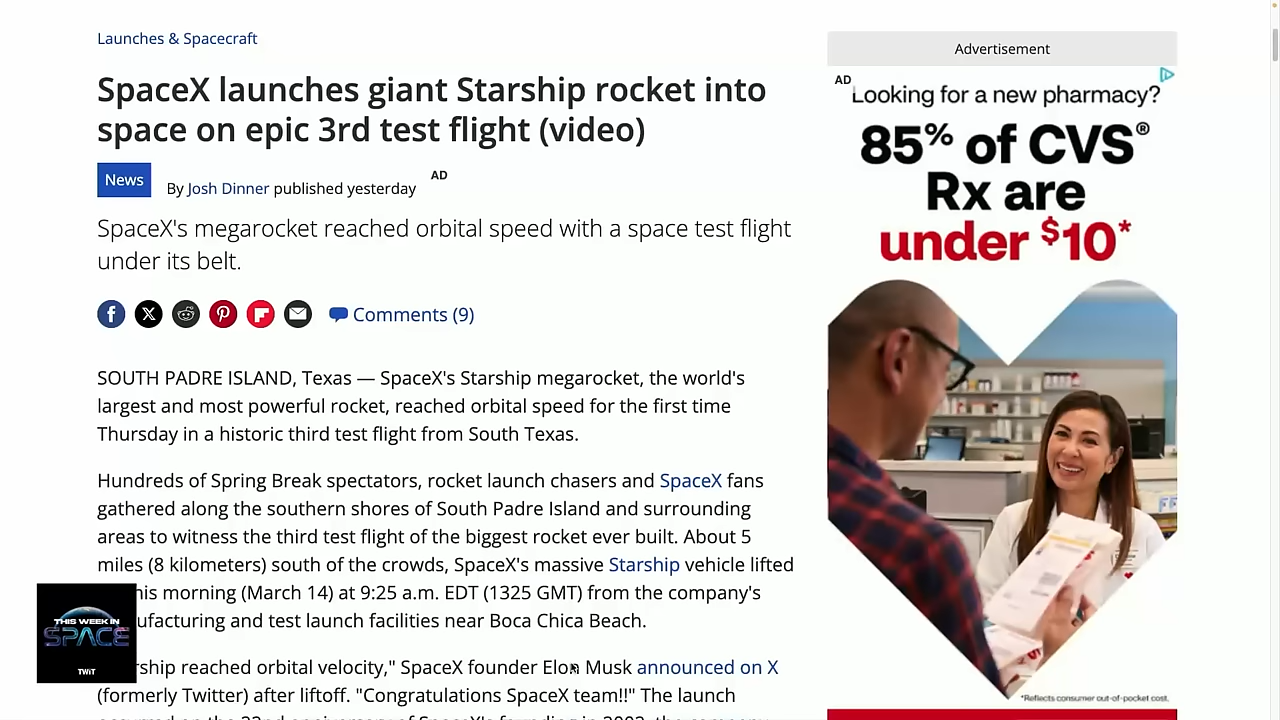 Launches & Spacecraft
SpaceX launches giant Starship rocket into
space on epic 3rd test flight (video)
News
By Josh Dinner published yesterday
AD
SpaceX's megarocket reached orbital speed with a space test flight
under its belt.
Comments (9)
SOUTH PADRE ISLAND, Texas — SpaceX's Starship megarocket, the world's
largest and most powerful rocket, reached orbital speed for the first time
Thursday in a historic third test flight from South Texas.
Hundreds of Spring Break spectators, rocket launch chasers and SpaceX fans
gathered along the southern shores of South Padre Island and surrounding
areas to witness the third test flight of the biggest rocket ever built. About 5
miles (8 kilometers) south of the crowds, SpaceX's massive Starship vehicle lifted
morning (March 14) at 9:25 a.m. EDT (1325 GMT) from the company's
and test launch facilities near Boca Chica Beach.
reached orbital velocity," SpaceX founder Elon Musk announced on X
(formerly Twitter) after liftoff. "Congratulations SpaceX team!!" The launch
THIS WEEK IN
SPACE
TWiT
Advertisement
AD
Looking for a new pharmacy?
85% of CVS®
Rx are
under $10*
*Reflects consumer out-of-pocket cost.